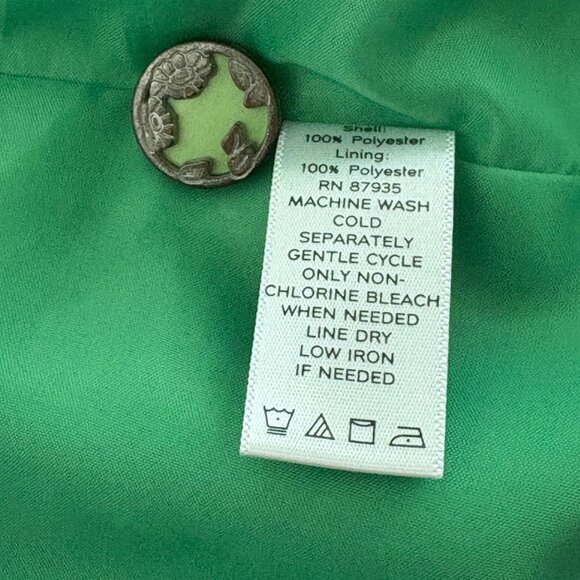 Shell:
100% Polyester
Lining:
100% Polyester
RN 87935
MACHINE WASH
COLD
SEPARATELY
GENTLE CYCLE
ONLY NON-
CHLORINE BLEACH
WHEN NEEDED
LINE DRY
LOW IRON
IF NEEDED